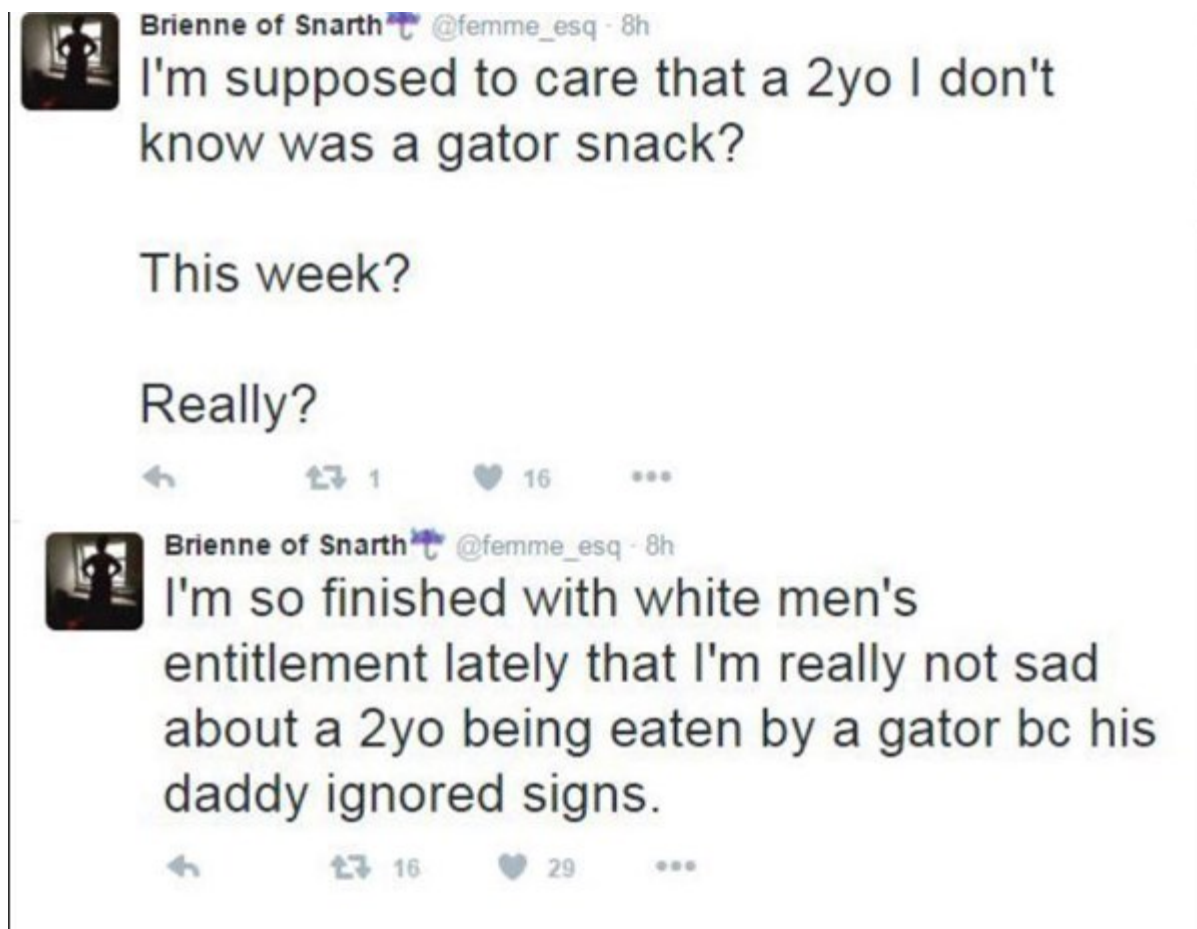 Brienne of Snarth @femme_esq · 8h
I'm supposed to care that a 2yo I don't
know was a gator snack?
This week?
Really?
1 16
Brienne of Snarth @femme_esq · 8h
I'm so finished with white men's
entitlement lately that I'm really not sad
about a 2yo being eaten by a gator bc his
daddy ignored signs.
16 29